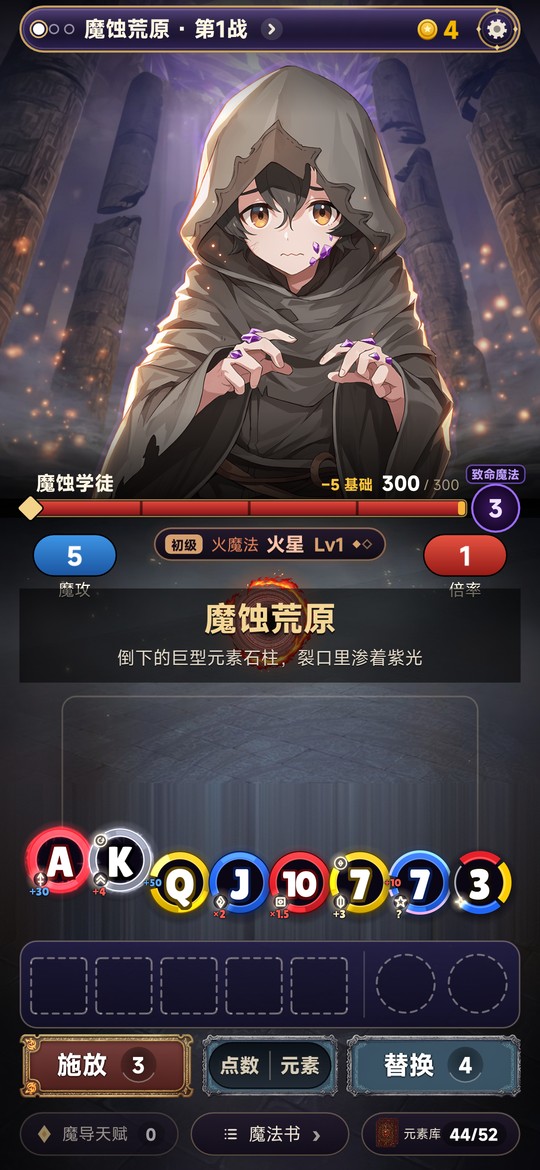 魔蚀荒原 · 第1战
4
致命魔法
魔蚀学徒
-5 基础 300 / 300
3
初级 火魔法 火星 Lv1
5
1
魔攻
倍率
魔蚀荒原
倒下的巨型元素石柱，裂口里渗着紫光
A K Q J 10 7 7 3
+30 +4 +50 ×2 ×1.5 +3 +10 ?
施放 3
点数 元素
替换 4
魔导天赋 0
魔法书
元素库 44/52